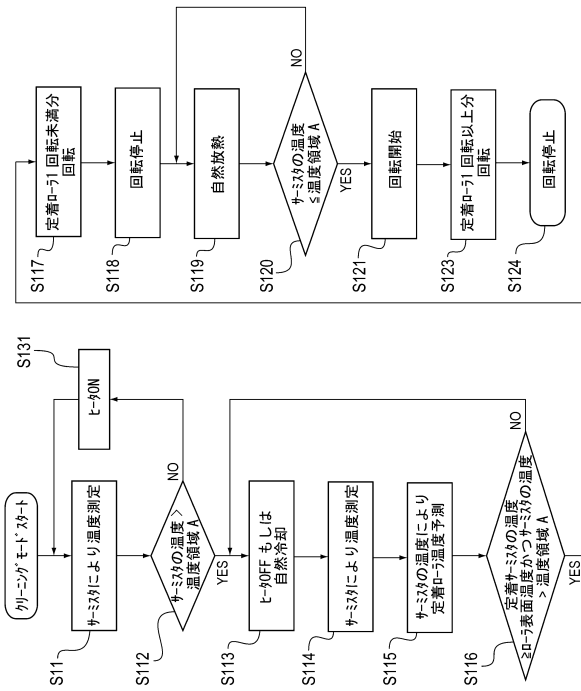 クリーニングモードスタート
S111
サーミスタにより温度測定
S131
ヒータON
S112
サーミスタの温度＞
温度領域A
NO
YES
S113
ヒータOFFもしくは
自然冷却
S114
サーミスタにより温度測定
S115
サーミスタの温度により
定着ローラ温度予測
S116
定着サーミスタの温度
≧ローラ表面温度かつサーミスタの温度
＞温度領域A
NO
YES
S117
定着ローラ1回転未満分
回転
S118
回転停止
S119
自然放熱
S120
サーミスタの温度
≦温度領域A
NO
YES
S121
回転開始
S123
定着ローラ1回転以上分
回転
S124
回転停止